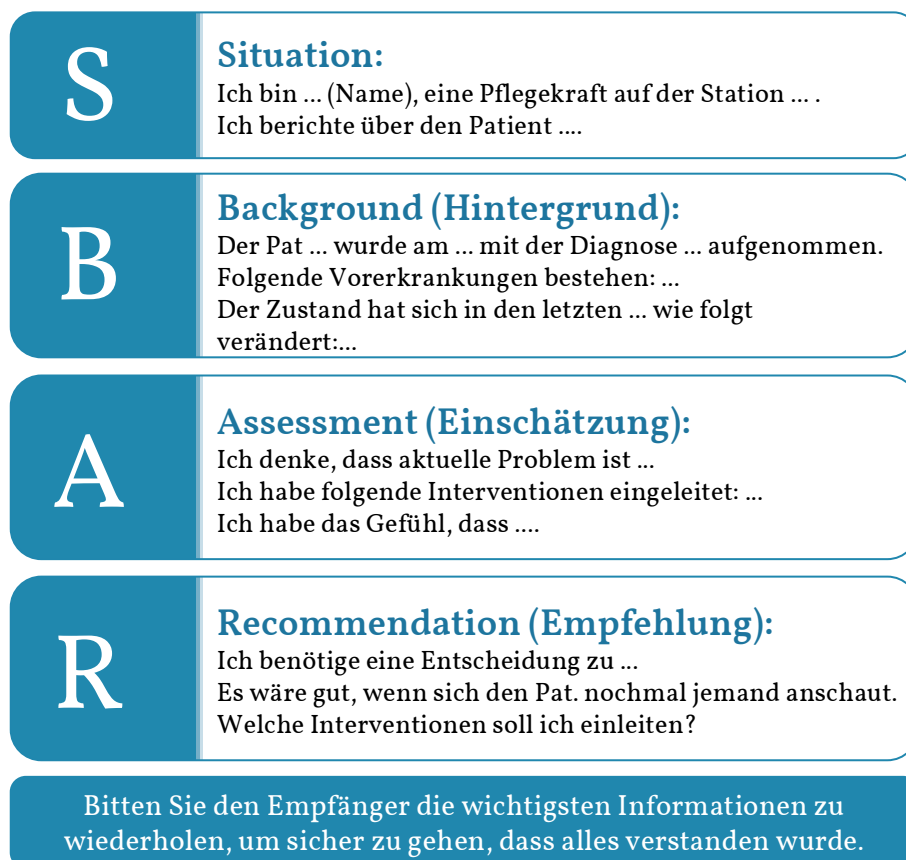 S
Situation:
Ich bin ... (Name), eine Pflegekraft auf der Station ... .
Ich berichte über den Patient ....
B
Background (Hintergrund):
Der Pat ... wurde am ... mit der Diagnose ... aufgenommen.
Folgende Vorerkrankungen bestehen: ...
Der Zustand hat sich in den letzten ... wie folgt
verändert:...
A
Assessment (Einschätzung):
Ich denke, dass aktuelle Problem ist ...
Ich habe folgende Interventionen eingeleitet: ...
Ich habe das Gefühl, dass ....
R
Recommendation (Empfehlung):
Ich benötige eine Entscheidung zu ...
Es wäre gut, wenn sich den Pat. nochmal jemand anschaut.
Welche Interventionen soll ich einleiten?
Bitten Sie den Empfänger die wichtigsten Informationen zu
wiederholen, um sicher zu gehen, dass alles verstanden wurde.